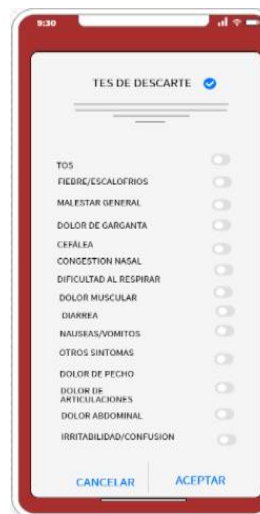 9:30
TES DE DESCARTE
TOS
FIEBRE/ESCALOFRIOS
MALESTAR GENERAL
DOLOR DE GARGANTA
CEFÁLEA
CONGESTION NASAL
DIFICULTAD AL RESPIRAR
DOLOR MUSCULAR
DIARREA
NAUSEAS/VOMITOS
OTROS SINTOMAS
DOLOR DE PECHO
DOLOR DE
ARTICULACIONES
DOLOR ABDOMINAL
IRRITABILIDAD/CONFUSION
CANCELAR
ACEPTAR